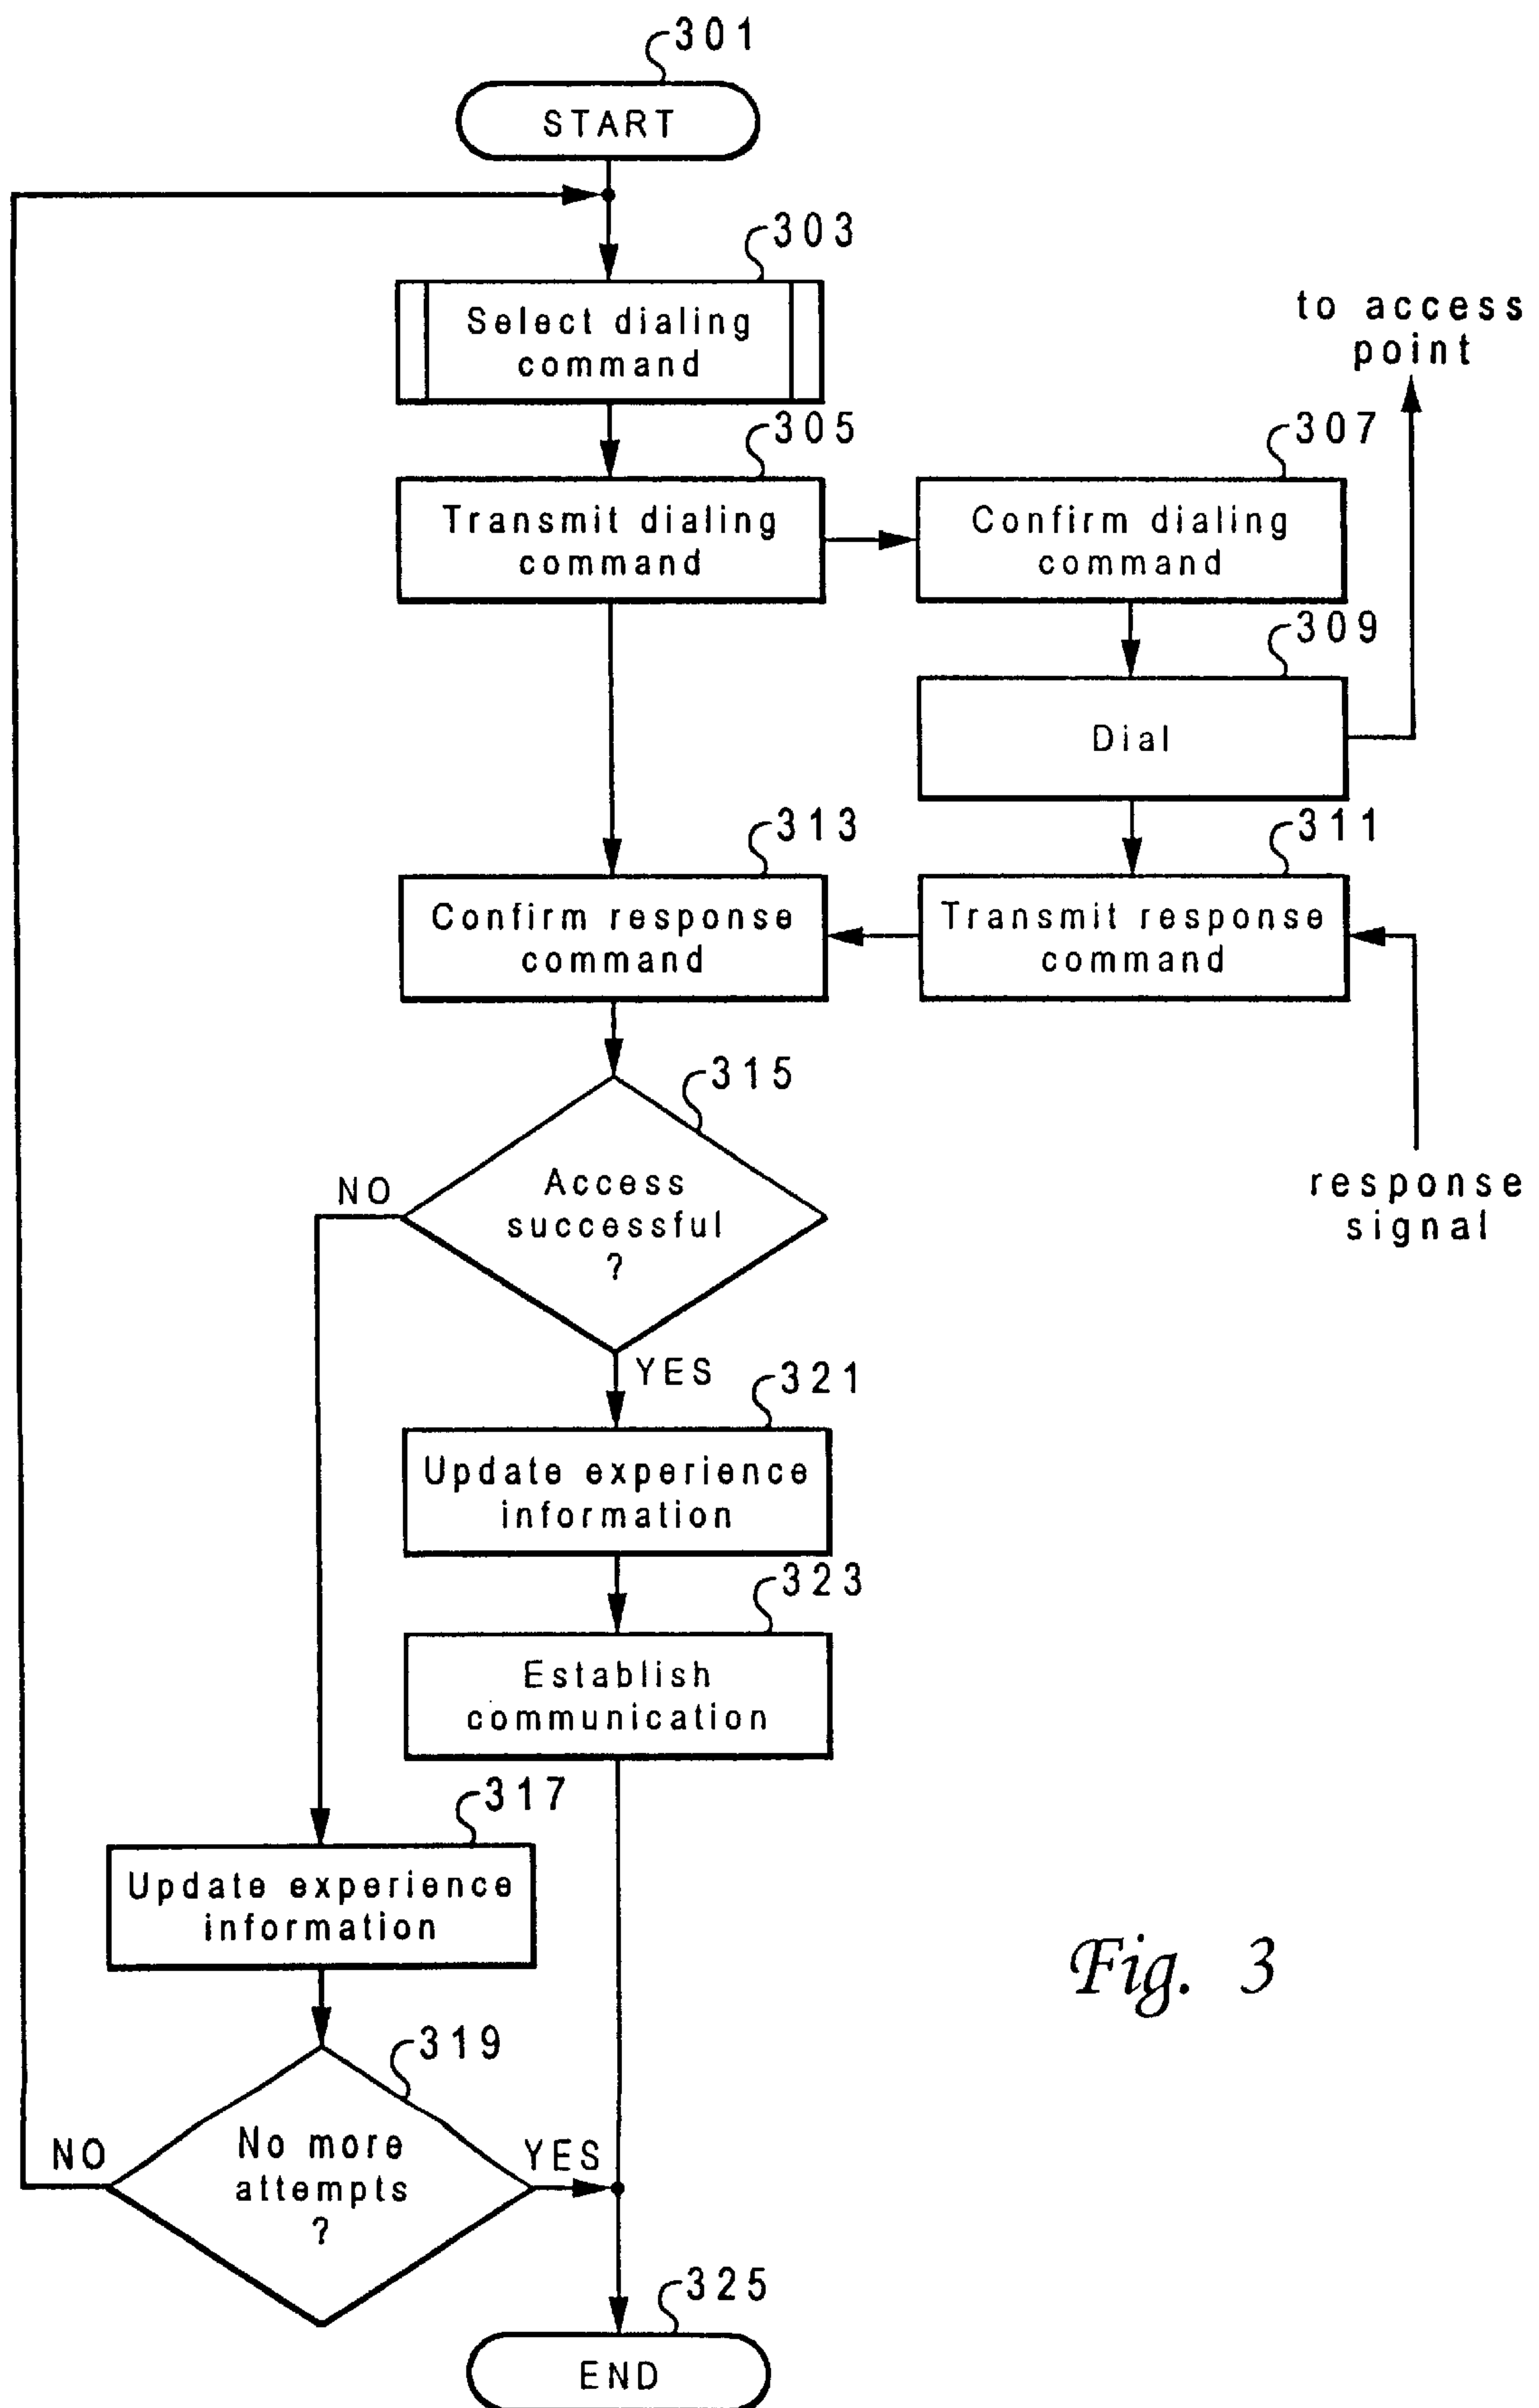 301
START
303
Select dialing
command
to access
point
305
Transmit dialing
command
307
Confirm dialing
command
309
Dial
313
Confirm response
command
311
Transmit response
command
315
Access
successful
?
NO
YES
response
signal
321
Update experience
information
323
Establish
communication
317
Update experience
information
319
No more
attempts
?
NO
YES
325
END
Fig. 3